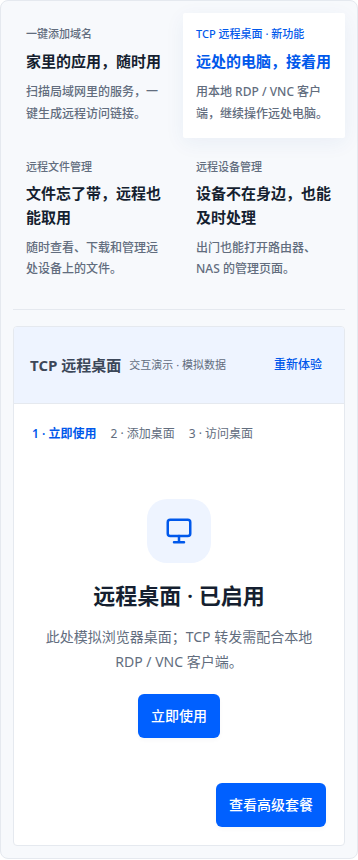 一键添加域名
家里的应用，随时用
扫描局域网里的服务，一
键生成远程访问链接。
TCP 远程桌面 · 新功能
远处的电脑，接着用
用本地 RDP / VNC 客户
端，继续操作远处电脑。
远程文件管理
文件忘了带，远程也
能取用
随时查看、下载和管理远
处设备上的文件。
远程设备管理
设备不在身边，也能
及时处理
出门也能打开路由器、
NAS 的管理页面。
TCP 远程桌面 交互演示 · 模拟数据 重新体验
1 · 立即使用 2 · 添加桌面 3 · 访问桌面
远程桌面 · 已启用
此处模拟浏览器桌面；TCP 转发需配合本地
RDP / VNC 客户端。
立即使用
查看高级套餐